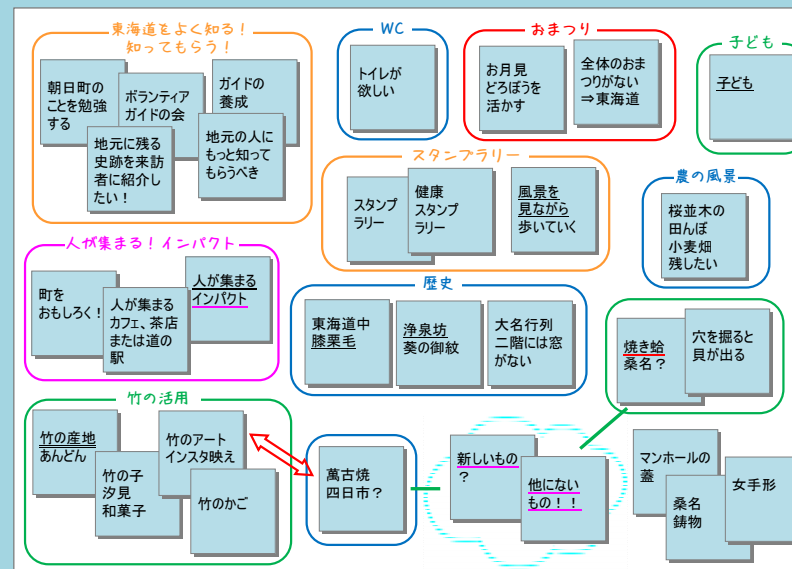 東海道をよく知る！
知ってもらう！
朝日町の
ことを勉強
する
ボランティア
ガイドの会
ガイドの
養成
地元に残る
史跡を来訪
者に紹介し
たい！
地元の人に
もっと知って
もらうべき
WC
トイレが
欲しい
おまつり
お月見
どろぼうを
活かす
全体のおま
つりがない
⇒東海道
子ども
子ども
スタンプラリー
スタンプ
ラリー
健康
スタンプ
ラリー
風景を
見ながら
歩いていく
農の風景
桜並木の
田んぼ
小麦畑
残したい
人が集まる！インパクト
町を
おもしろく！
人が集まる
カフェ、茶店
または道の
駅
人が集まる
インパクト
歴史
東海道中
膝栗毛
浄泉坊
葵の御紋
大名行列
二階には窓
がない
焼き蛤
桑名？
穴を掘ると
貝が出る
竹の活用
竹の産地
あんどん
竹の子
汐見
和菓子
竹のアート
インスタ映え
竹のかご
萬古焼
四日市？
新しいもの
？
他にない
もの！！
マンホールの
蓋
桑名
鋳物
女手形